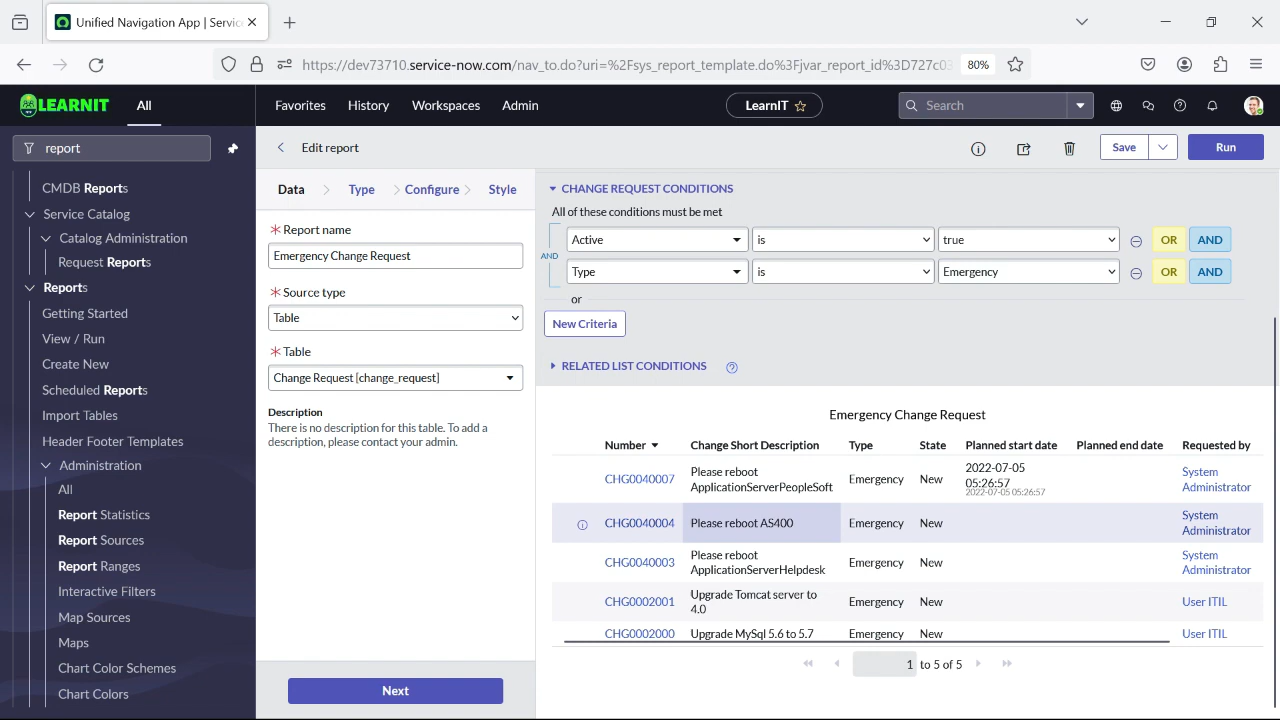 Unified Navigation App | Servic
https://dev73710.service-now.com/nav_to.do?uri=%2Fsys_report_template.do%3Fjvar_report_id%3D727c03
80%
LEARNIT
All
Favorites
History
Workspaces
Admin
LearnIT
Search
report
CMDB Reports
Service Catalog
Catalog Administration
Request Reports
Reports
Getting Started
View / Run
Create New
Scheduled Reports
Import Tables
Header Footer Templates
Administration
All
Report Statistics
Report Sources
Report Ranges
Interactive Filters
Map Sources
Maps
Chart Color Schemes
Chart Colors
Edit report
Save
Run
Data
Type
Configure
Style
* Report name
Emergency Change Request
* Source type
Table
* Table
Change Request [change_request]
Description
There is no description for this table. To add a
description, please contact your admin.
Next
CHANGE REQUEST CONDITIONS
All of these conditions must be met
AND
Active is true OR AND
Type is Emergency OR AND
or
New Criteria
RELATED LIST CONDITIONS
Emergency Change Request
Number Change Short Description Type State Planned start date Planned end date Requested by
CHG0040007 Please reboot ApplicationServerPeopleSoft Emergency New 2022-07-05 05:26:57 System Administrator
2022-07-05 05:26:57
CHG0040004 Please reboot AS400 Emergency New System Administrator
CHG0040003 Please reboot ApplicationServerHelpdesk Emergency New System Administrator
CHG0002001 Upgrade Tomcat server to 4.0 Emergency New User ITIL
CHG0002000 Upgrade MySql 5.6 to 5.7 Emergency New User ITIL
1 to 5 of 5